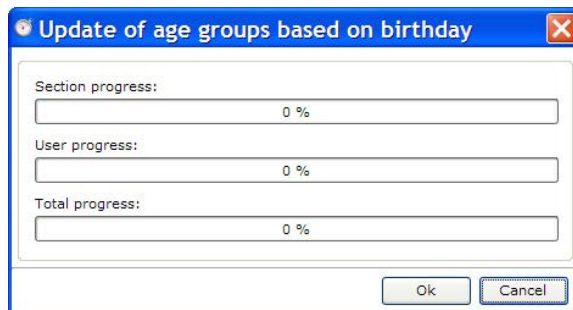 Update of age groups based on birthday
Section progress:
0 %
User progress:
0 %
Total progress:
0 %
Ok Cancel